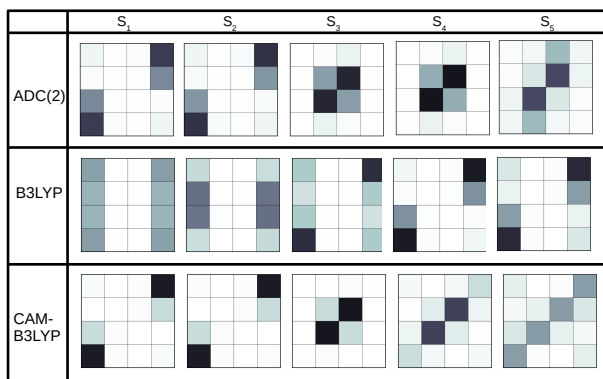 S₁ S₂ S₃ S₄ S₅
ADC(2)
B3LYP
CAM-
B3LYP